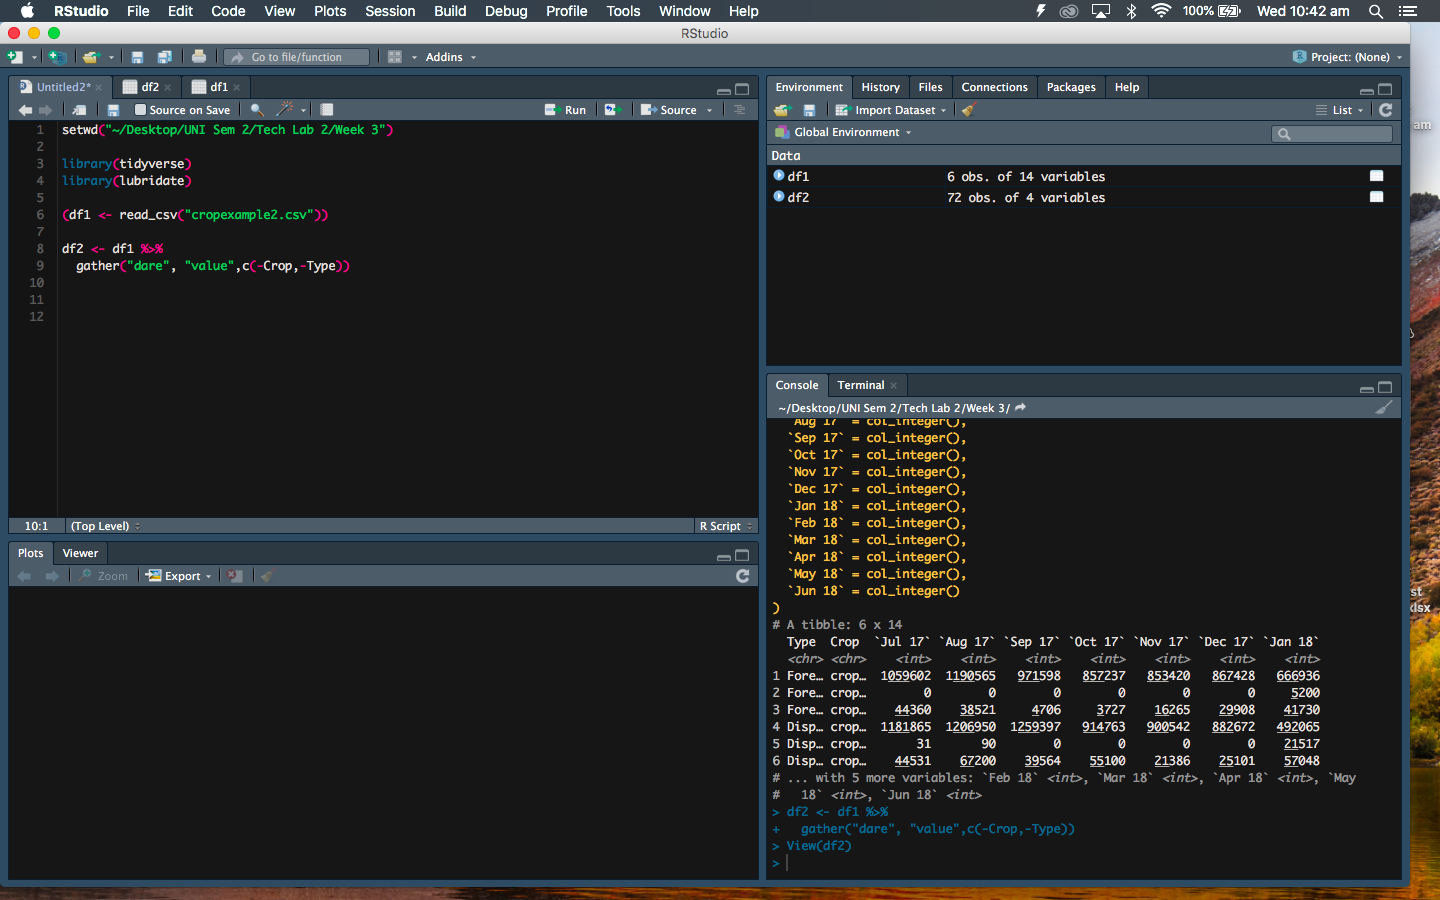 RStudio File Edit Code View Plots Session Build Debug Profile Tools Window Help 100% Wed 10:42 am
RStudio
Go to file/function Addins Project: (None)
Untitled2* df2 df1
Source on Save Run Source
1 setwd("~/Desktop/UNI Sem 2/Tech Lab 2/Week 3")
2
3 library(tidyverse)
4 library(lubridate)
5
6 (df1 <- read_csv("cropexample2.csv"))
7
8 df2 <- df1 %>%
9 gather("dare", "value",c(-Crop,-Type))
10
11
12
10:1 (Top Level) R Script
Plots Viewer
Zoom Export
Environment History Files Connections Packages Help
Import Dataset List
Global Environment
Data
df1 6 obs. of 14 variables
df2 72 obs. of 4 variables
Console Terminal
~/Desktop/UNI Sem 2/Tech Lab 2/Week 3/
`Aug 17` = col_integer(),
`Sep 17` = col_integer(),
`Oct 17` = col_integer(),
`Nov 17` = col_integer(),
`Dec 17` = col_integer(),
`Jan 18` = col_integer(),
`Feb 18` = col_integer(),
`Mar 18` = col_integer(),
`Apr 18` = col_integer(),
`May 18` = col_integer(),
`Jun 18` = col_integer()
)
# A tibble: 6 x 14
Type Crop `Jul 17` `Aug 17` `Sep 17` `Oct 17` `Nov 17` `Dec 17` `Jan 18`
<chr> <chr> <int> <int> <int> <int> <int> <int> <int>
1 Fore… crop… 1059602 1190565 971598 857237 853420 867428 666936
2 Fore… crop… 0 0 0 0 0 0 5200
3 Fore… crop… 44360 38521 4706 3727 16265 29908 41730
4 Disp… crop… 1181865 1206950 1259397 914763 900542 882672 492065
5 Disp… crop… 31 90 0 0 0 0 21517
6 Disp… crop… 44531 67200 39564 55100 21386 25101 57048
# ... with 5 more variables: `Feb 18` <int>, `Mar 18` <int>, `Apr 18` <int>, `May
# 18` <int>, `Jun 18` <int>
> df2 <- df1 %>%
+ gather("dare", "value",c(-Crop,-Type))
> View(df2)
>
am
st
xlsx